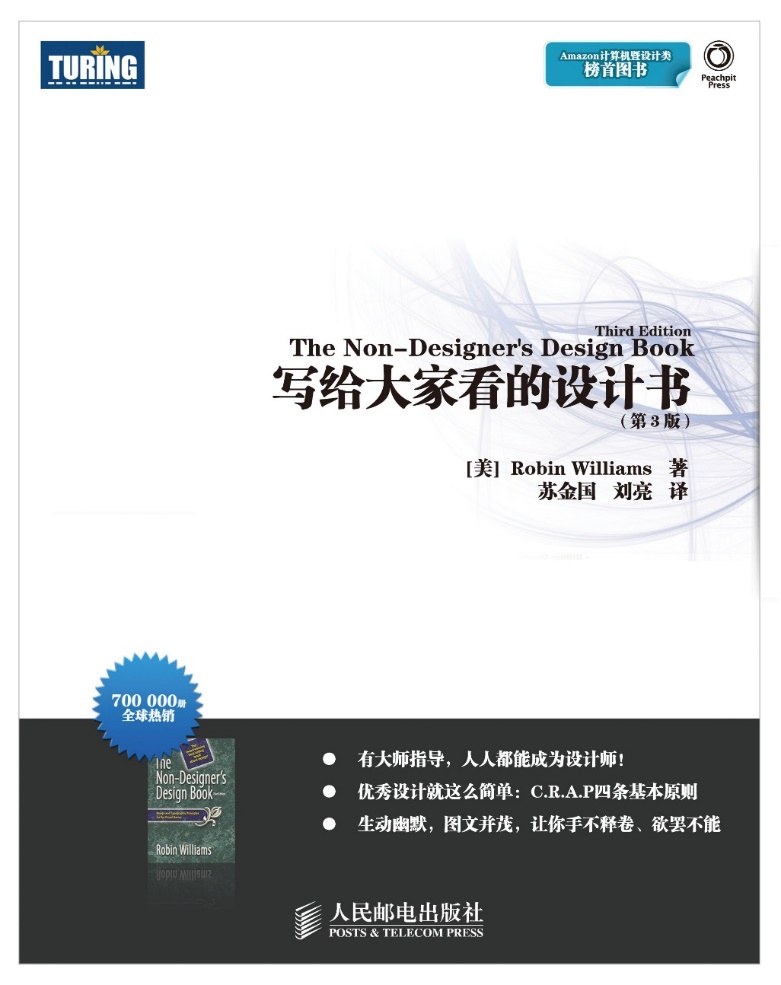 TURING
Amazon计算机暨设计类
榜首图书
Peachpit
Press
Third Edition
The Non-Designer's Design Book
写给大家看的设计书
（第3版）
[美] Robin Williams 著
苏金国 刘亮 译
700 000册
全球热销
The
Non-Designer's
Design Book—
Robin Williams
● 有大师指导，人人都能成为设计师！
● 优秀设计就这么简单：C.R.A.P四条基本原则
● 生动幽默，图文并茂，让你手不释卷、欲罢不能
人民邮电出版社
POSTS & TELECOM PRESS